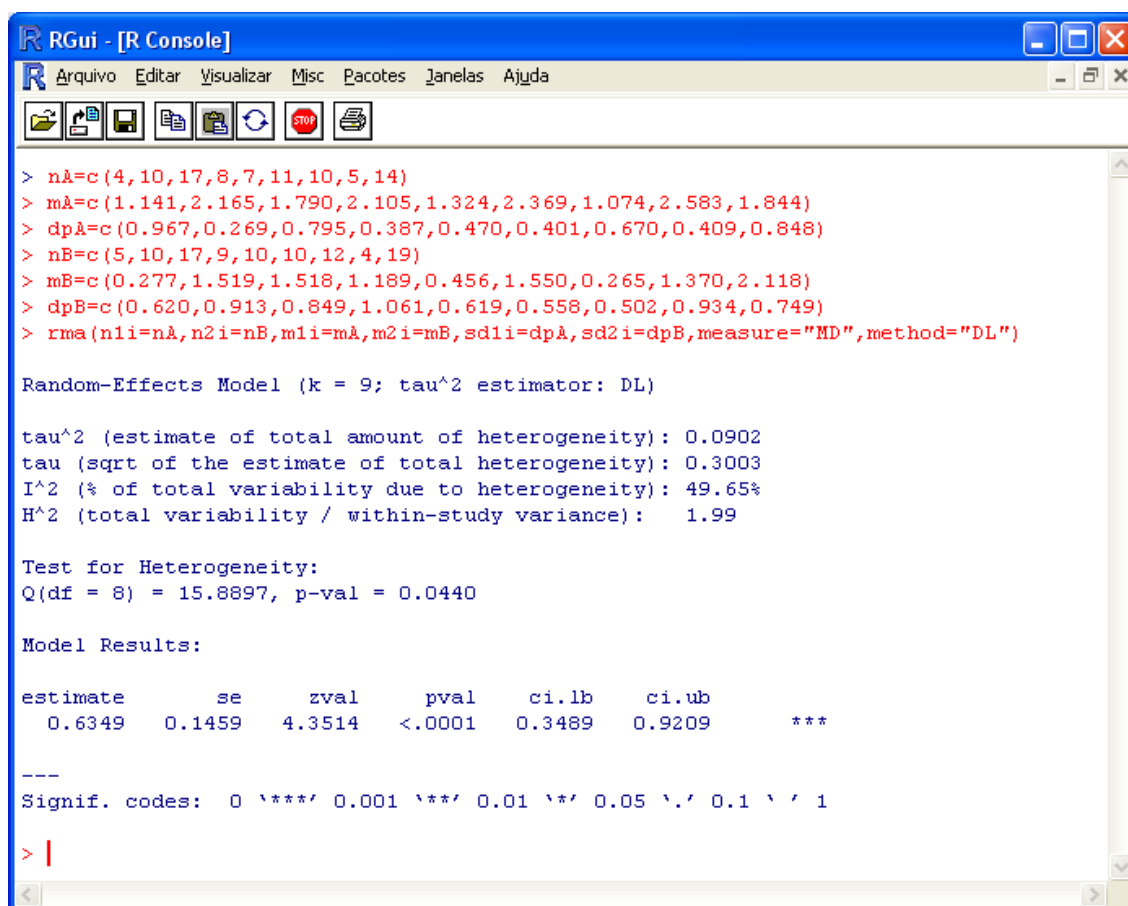 RGui - [R Console]
Arquivo Editar Visualizar Misc Pacotes Janelas Ajuda
STOP
> nA=c(4,10,17,8,7,11,10,5,14)
> mA=c(1.141,2.165,1.790,2.105,1.324,2.369,1.074,2.583,1.844)
> dpA=c(0.967,0.269,0.795,0.387,0.470,0.401,0.670,0.409,0.848)
> nB=c(5,10,17,9,10,10,12,4,19)
> mB=c(0.277,1.519,1.518,1.189,0.456,1.550,0.265,1.370,2.118)
> dpB=c(0.620,0.913,0.849,1.061,0.619,0.558,0.502,0.934,0.749)
> rma(n1i=nA,n2i=nB,m1i=mA,m2i=mB,sd1i=dpA,sd2i=dpB,measure="MD",method="DL")
Random-Effects Model (k = 9; tau^2 estimator: DL)
tau^2 (estimate of total amount of heterogeneity): 0.0902
tau (sqrt of the estimate of total heterogeneity): 0.3003
I^2 (% of total variability due to heterogeneity): 49.65%
H^2 (total variability / within-study variance): 1.99
Test for Heterogeneity:
Q(df = 8) = 15.8897, p-val = 0.0440
Model Results:
estimate se zval pval ci.lb ci.ub
0.6349 0.1459 4.3514 <.0001 0.3489 0.9209 ***
---
Signif. codes: 0 ‘***’ 0.001 ‘**’ 0.01 ‘*’ 0.05 ‘.’ 0.1 ‘ ’ 1
>